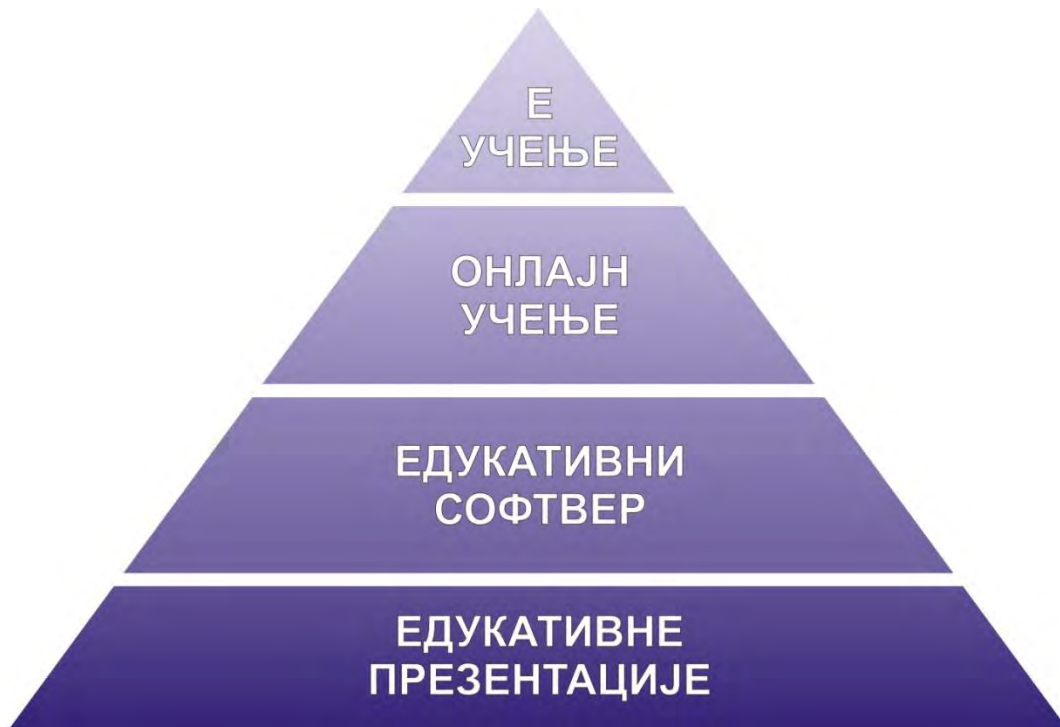 Е
УЧЕЊЕ
ОНЛАЈН
УЧЕЊЕ
ЕДУКАТИВНИ
СОФТВЕР
ЕДУКАТИВНЕ
ПРЕЗЕНТАЦИЈЕ